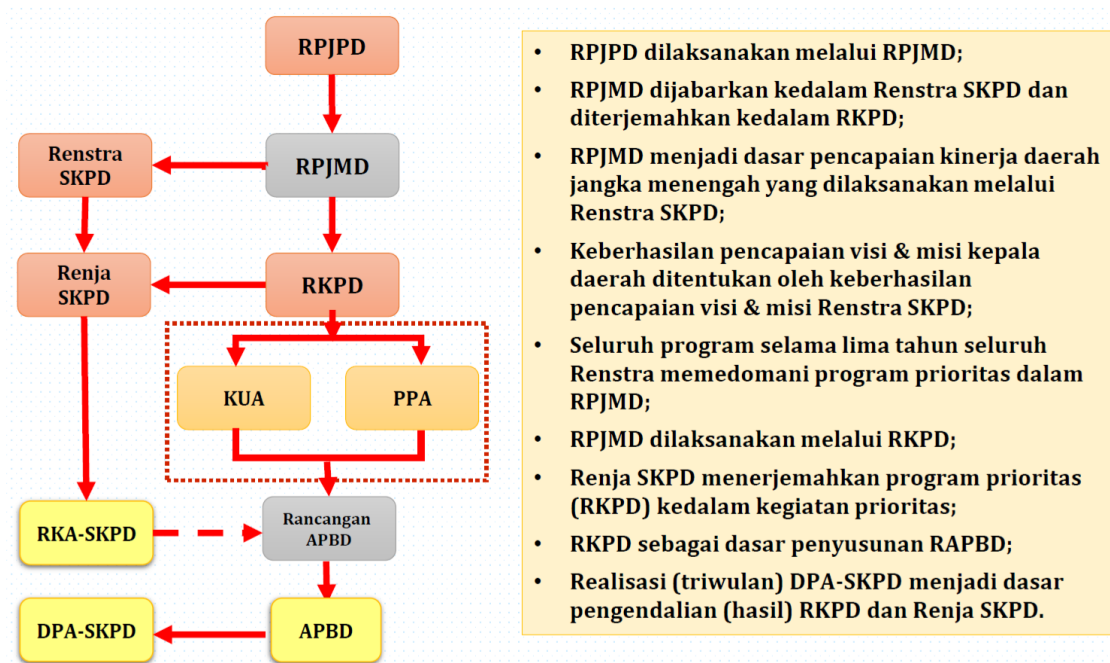 RPJPD
Renstra
SKPD
RPJMD
Renja
SKPD
RKPD
KUA
PPA
RKA-SKPD
Rancangan
APBD
DPA-SKPD
APBD
• RPJPD dilaksanakan melalui RPJMD;
• RPJMD dijabarkan kedalam Renstra SKPD dan
diterjemahkan kedalam RKPD;
• RPJMD menjadi dasar pencapaian kinerja daerah
jangka menengah yang dilaksanakan melalui
Renstra SKPD;
• Keberhasilan pencapaian visi & misi kepala
daerah ditentukan oleh keberhasilan
pencapaian visi & misi Renstra SKPD;
• Seluruh program selama lima tahun seluruh
Renstra memedomani program prioritas dalam
RPJMD;
• RPJMD dilaksanakan melalui RKPD;
• Renja SKPD menerjemahkan program prioritas
(RKPD) kedalam kegiatan prioritas;
• RKPD sebagai dasar penyusunan RAPBD;
• Realisasi (triwulan) DPA-SKPD menjadi dasar
pengendalian (hasil) RKPD dan Renja SKPD.